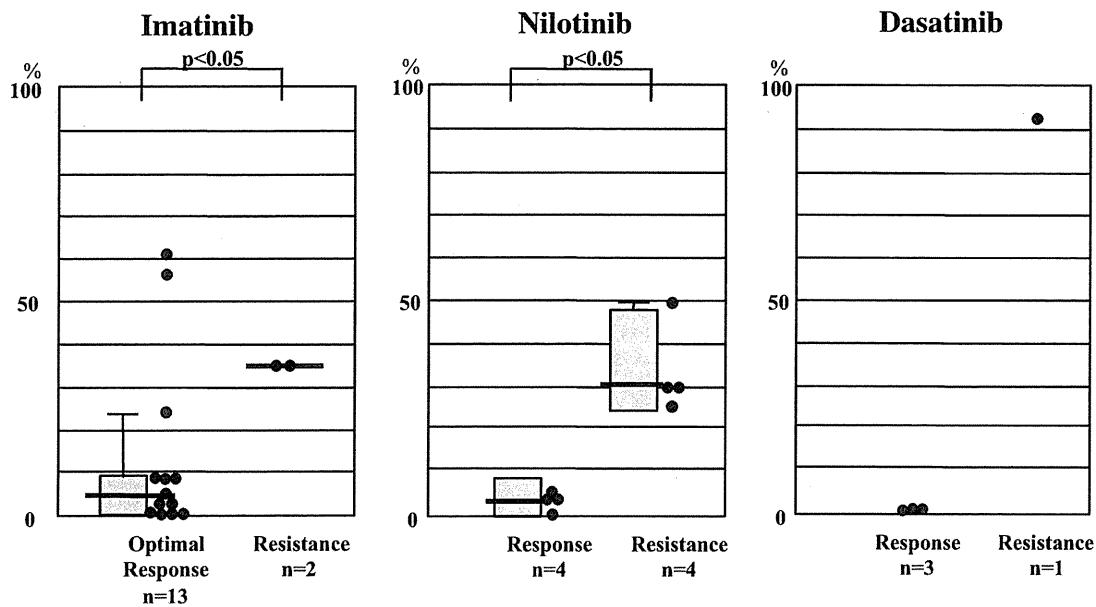 Imatinib
p<0.05
%
100
50
0
Optimal
Response
n=13
Resistance
n=2
Nilotinib
p<0.05
%
100
50
0
Response
n=4
Resistance
n=4
Dasatinib
%
100
50
0
Response
n=3
Resistance
n=1